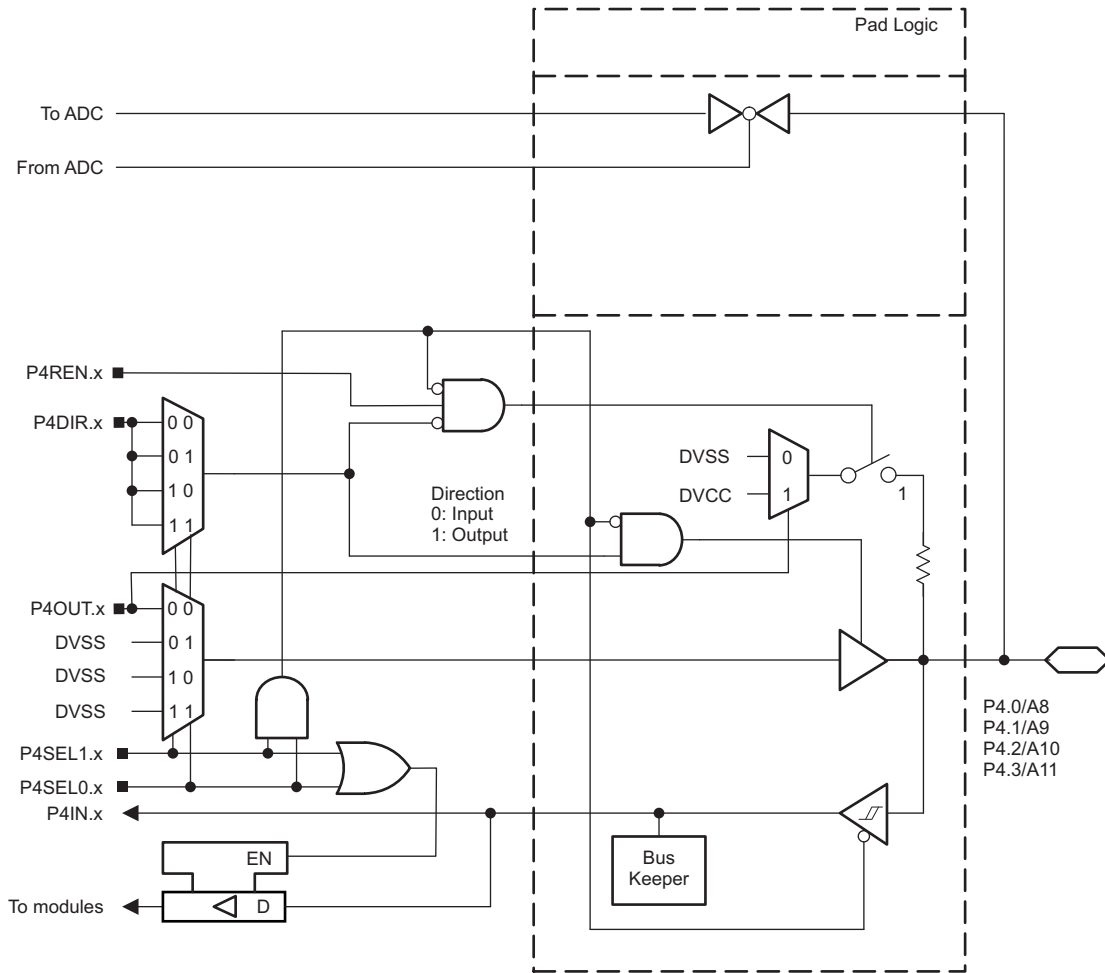 Pad Logic
To ADC
From ADC
P4REN.x
P4DIR.x
0 0
0 1
1 0
1 1
Direction
0: Input
1: Output
DVSS
DVCC
0
1
1
P4OUT.x
DVSS
DVSS
DVSS
0 0
0 1
1 0
1 1
P4SEL1.x
P4SEL0.x
P4IN.x
P4.0/A8
P4.1/A9
P4.2/A10
P4.3/A11
Bus
Keeper
EN
D
To modules